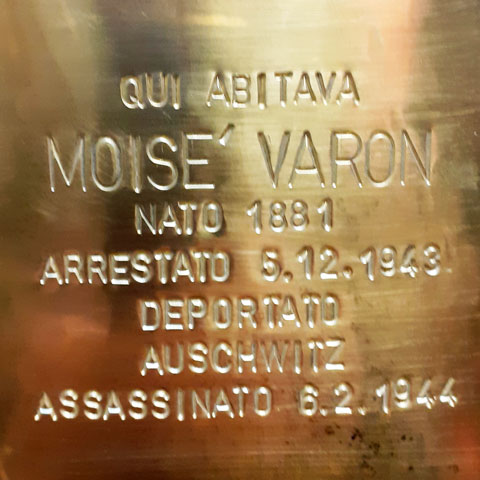 QUI ABITAVA
MOISE´ VARON
NATO 1881
ARRESTATO 5.12.1943
DEPORTATO
AUSCHWITZ
ASSASSINATO 6.2.1944